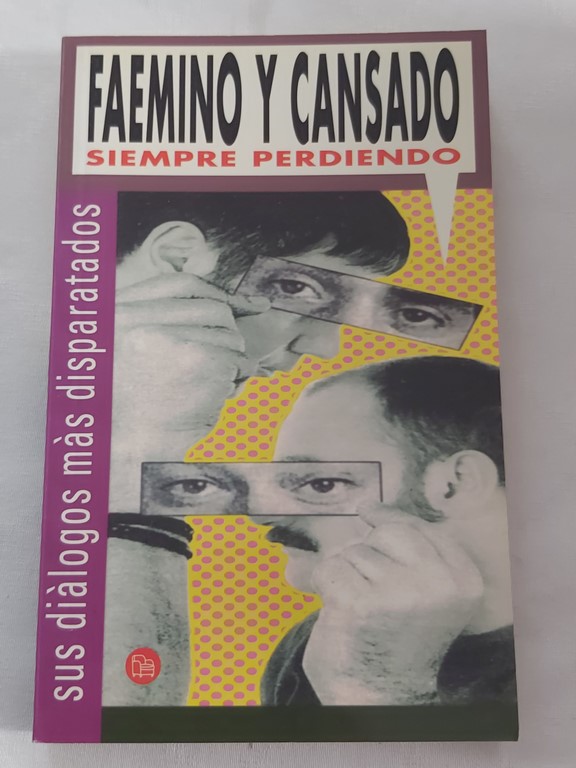 FAEMINO Y CANSADO
SIEMPRE PERDIENDO
sus diàlogos màs disparatados